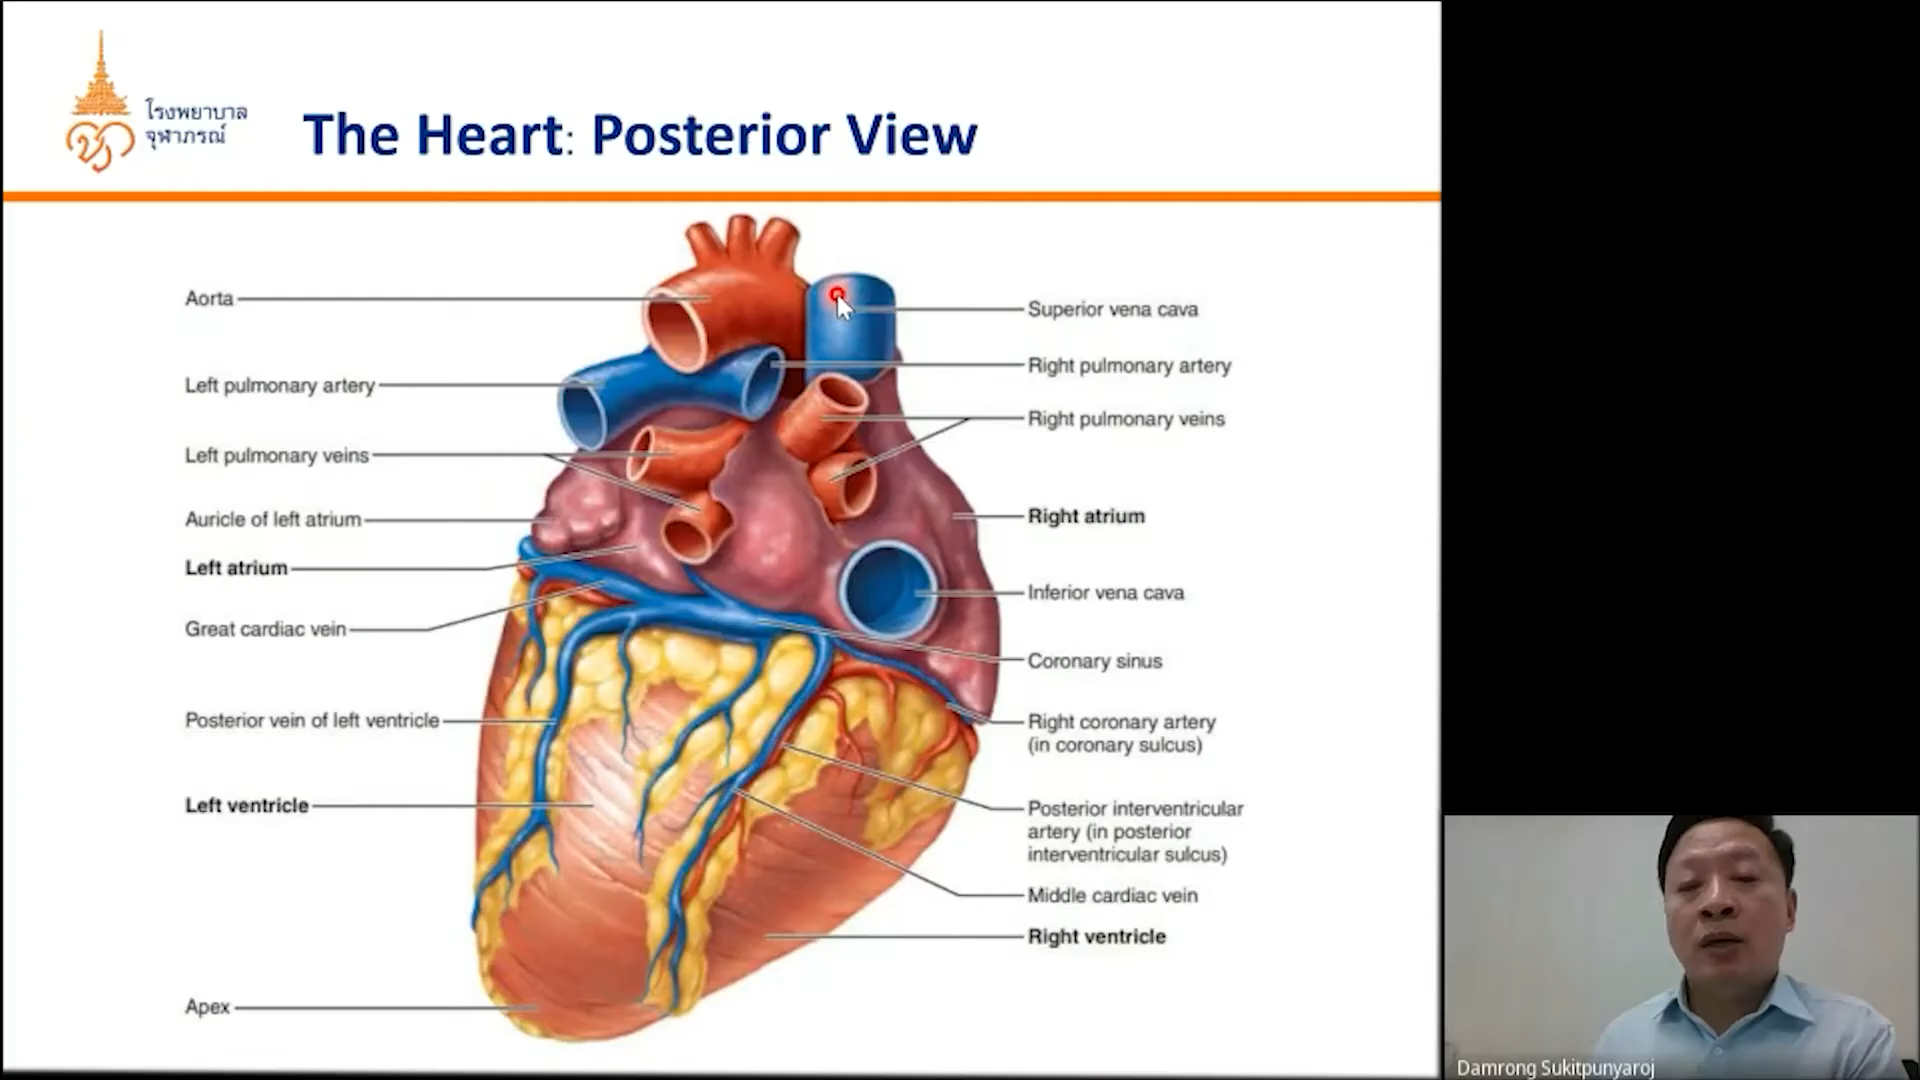 โรงพยาบาล
จุฬาภรณ์
The Heart: Posterior View
Aorta
Left pulmonary artery
Left pulmonary veins
Auricle of left atrium
Left atrium
Great cardiac vein
Posterior vein of left ventricle
Left ventricle
Apex
Superior vena cava
Right pulmonary artery
Right pulmonary veins
Right atrium
Inferior vena cava
Coronary sinus
Right coronary artery
(in coronary sulcus)
Posterior interventricular
artery (in posterior
interventricular sulcus)
Middle cardiac vein
Right ventricle
Damrong Sukitpunyaroj